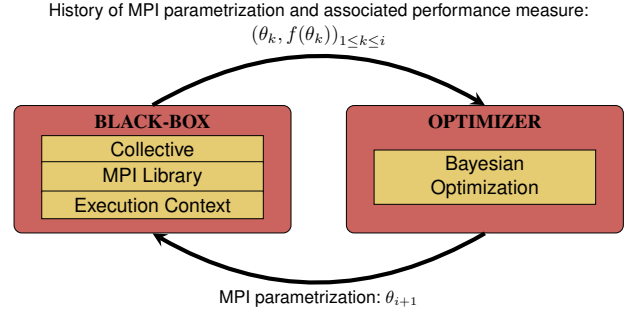 History of MPI parametrization and associated performance measure:
(θ_k, f(θ_k))_{1≤k≤i}
BLACK-BOX
Collective
MPI Library
Execution Context
OPTIMIZER
Bayesian
Optimization
MPI parametrization: θ_{i+1}